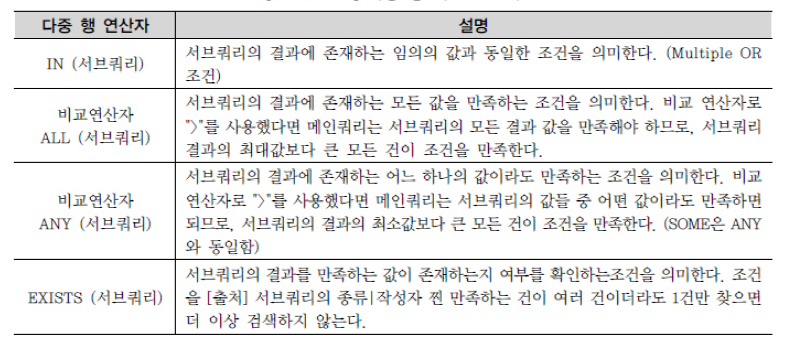 다중 행 연산자
설명
IN (서브쿼리)
서브쿼리의 결과에 존재하는 임의의 값과 동일한 조건을 의미한다. (Multiple OR
조건)
비교연산자
ALL (서브쿼리)
서브쿼리의 결과에 존재하는 모든 값을 만족하는 조건을 의미한다. 비교 연산자로
">"를 사용했다면 메인쿼리는 서브쿼리의 모든 결과 값을 만족해야 하므로, 서브쿼리
결과의 최대값보다 큰 모든 건이 조건을 만족한다.
비교연산자
ANY (서브쿼리)
서브쿼리의 결과에 존재하는 어느 하나의 값이라도 만족하는 조건을 의미한다. 비교
연산자로 ">"를 사용했다면 메인쿼리는 서브쿼리의 값들 중 어떤 값이라도 만족하면
되므로, 서브쿼리의 결과의 최소값보다 큰 모든 건이 조건을 만족한다. (SOME은 ANY
와 동일함)
EXISTS (서브쿼리)
서브쿼리의 결과를 만족하는 값이 존재하는지 여부를 확인하는조건을 의미한다. 조건
을 [출처] 서브쿼리의 종류|작성자 찐 만족하는 건이 여러 건이더라도 1건만 찾으면
더 이상 검색하지 않는다.